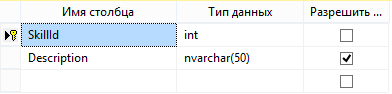 Имя столбца Тип данных Разрешить ...
SkillId int
Description nvarchar(50)